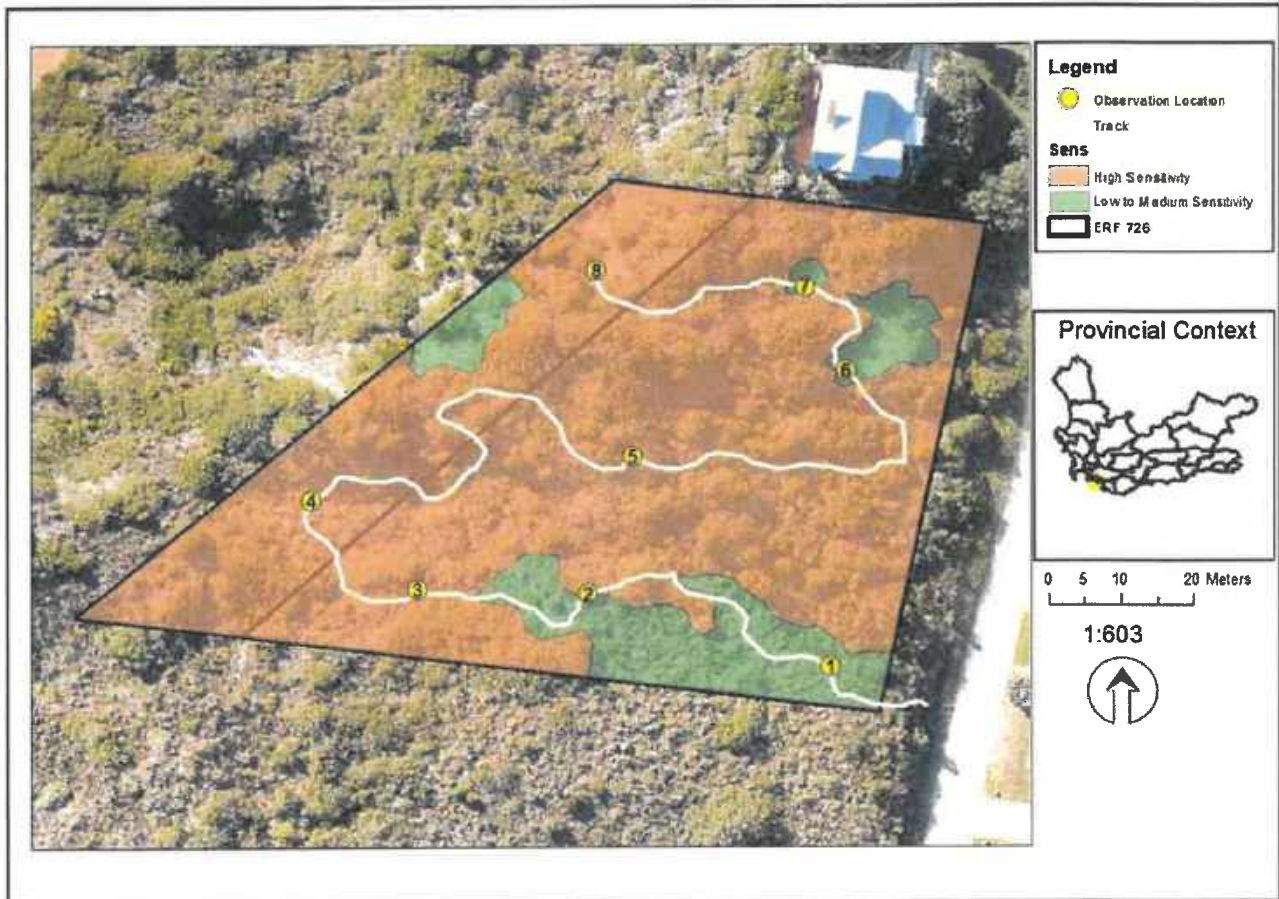 Legend
Observation Location
Track
Sens
High Sensitivity
Low to Medium Sensitivity
ERF 726
8
7
6
5
4
3
2
1
Provincial Context
0 5 10 20 Meters
1:603